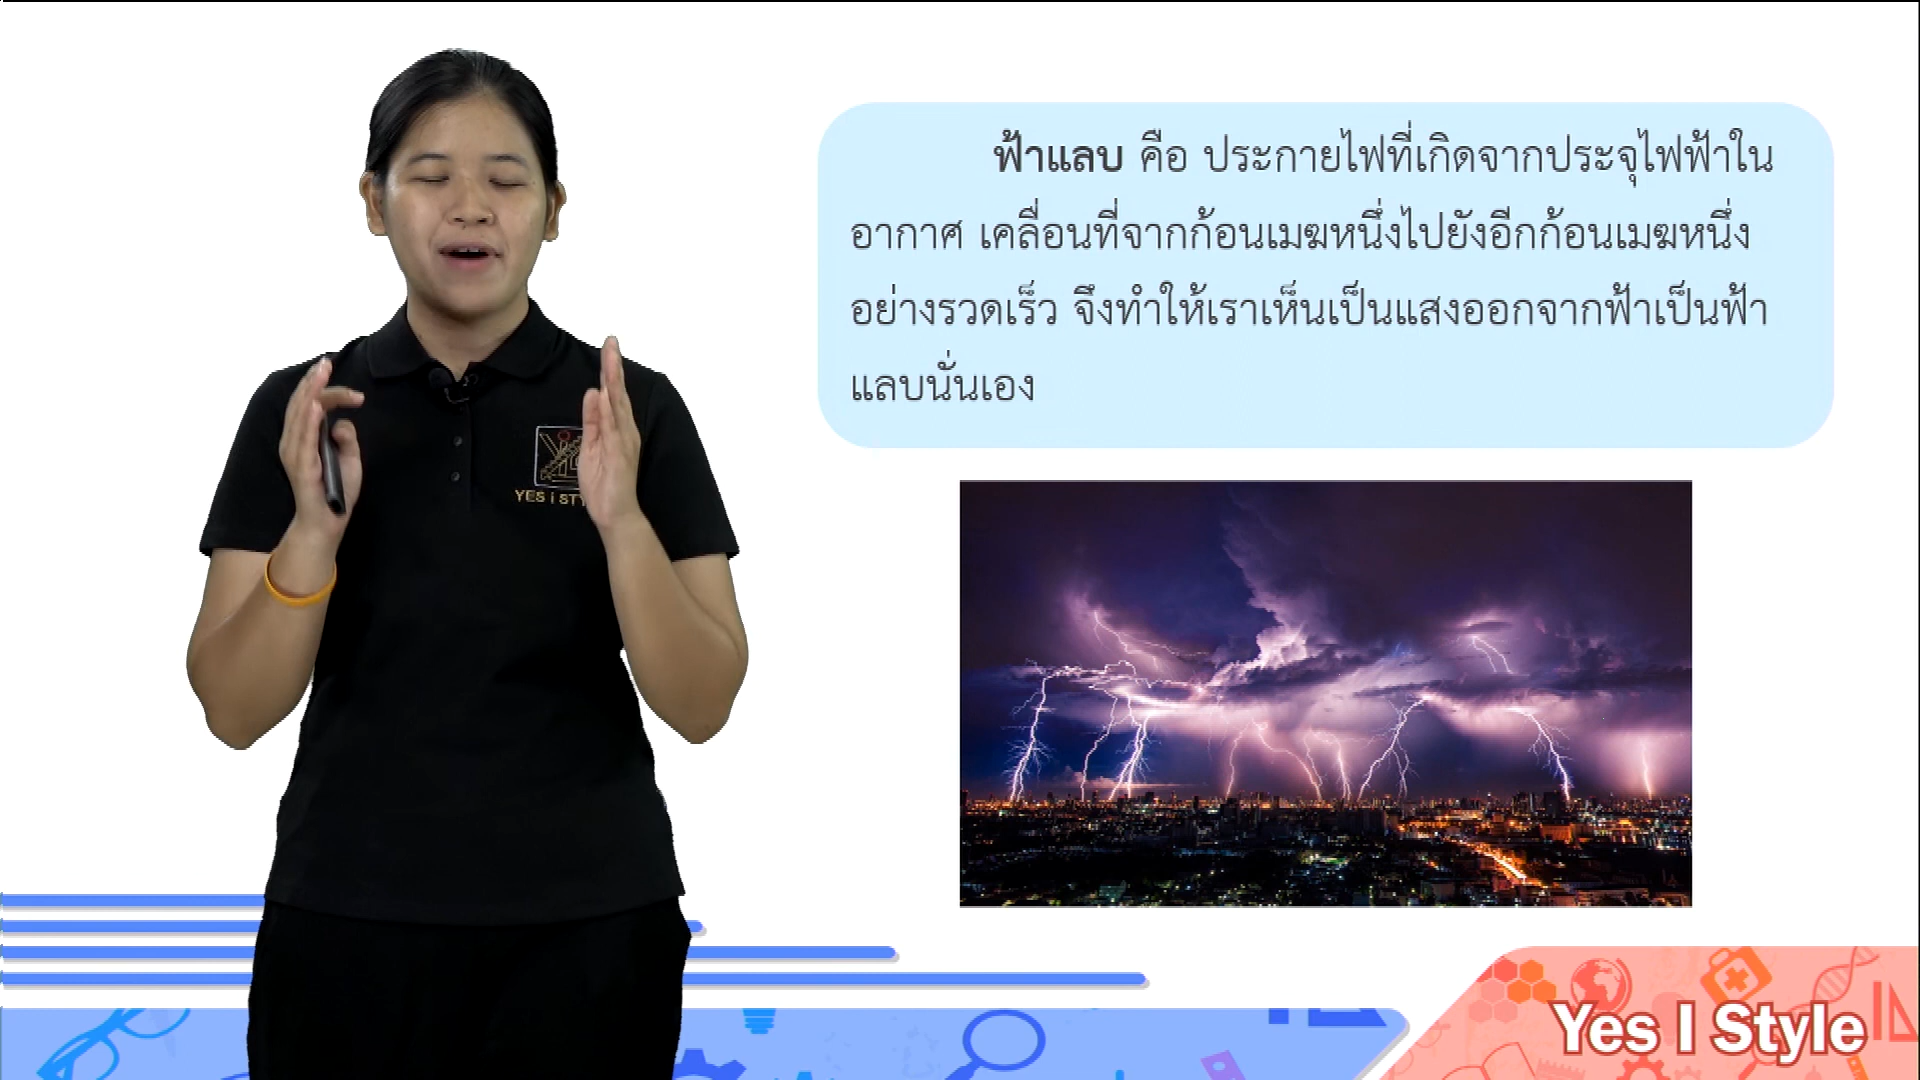 ฟ้าแลบ คือ ประกายไฟที่เกิดจากประจุไฟฟ้าใน
อากาศ เคลื่อนที่จากก้อนเมฆหนึ่งไปยังอีกก้อนเมฆหนึ่ง
อย่างรวดเร็ว จึงทำให้เราเห็นเป็นแสงออกจากฟ้าเป็นฟ้า
แลบนั่นเอง
YES i ST
Yes I Style